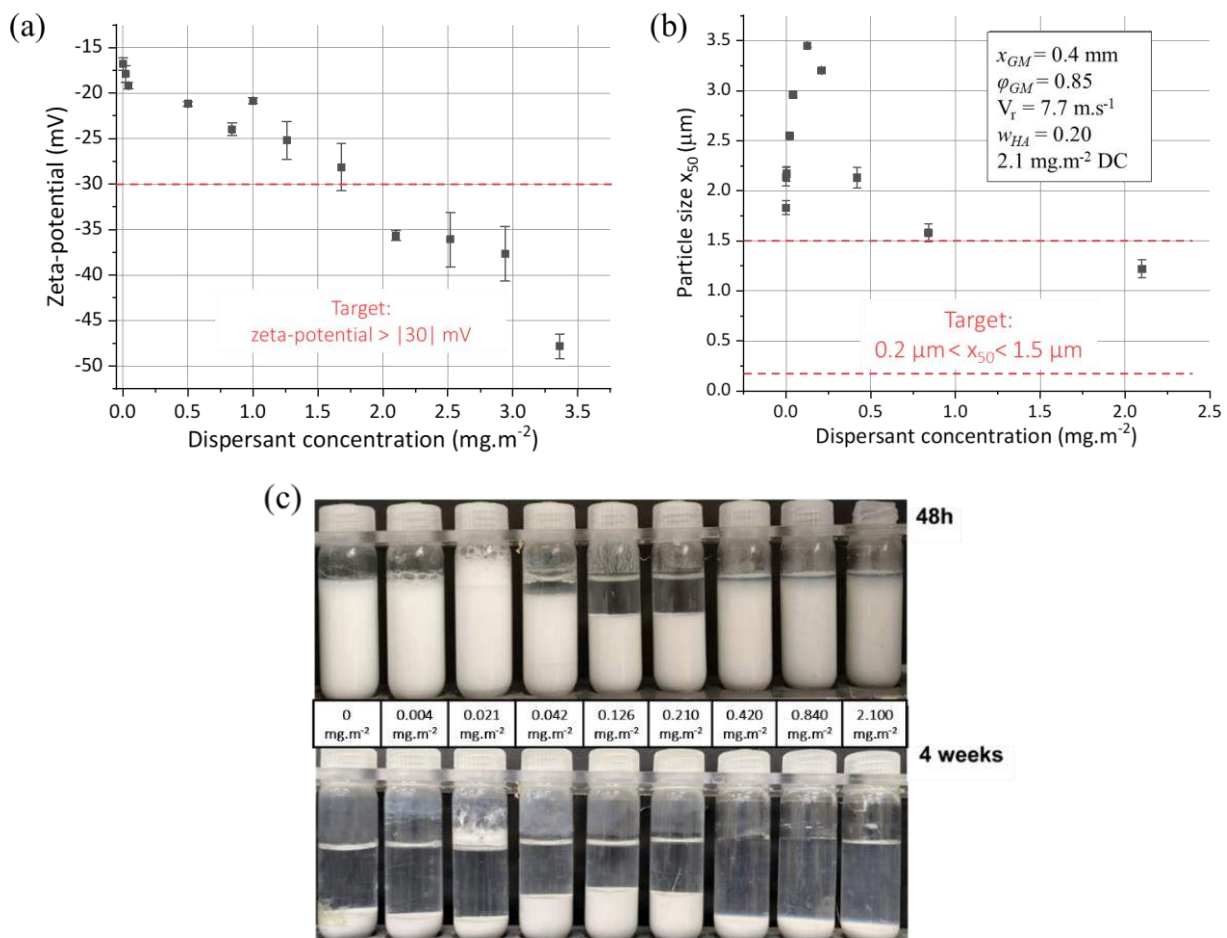 (a)
-15
-20
-25
-30
-35
-40
-45
-50
Zeta-potential (mV)
Target:
zeta-potential > |30| mV
0.0 0.5 1.0 1.5 2.0 2.5 3.0 3.5
Dispersant concentration (mg.m⁻²)
(b)
3.5
3.0
2.5
2.0
1.5
1.0
0.5
0.0
Particle size x₅₀ (μm)
x_GM = 0.4 mm
φ_GM = 0.85
V_r = 7.7 m.s⁻¹
w_HA = 0.20
2.1 mg.m⁻² DC
Target:
0.2 μm < x₅₀ < 1.5 μm
0.0 0.5 1.0 1.5 2.0 2.5
Dispersant concentration (mg.m⁻²)
(c)
48h
0 0.004 0.021 0.042 0.126 0.210 0.420 0.840 2.100
mg.m⁻² mg.m⁻² mg.m⁻² mg.m⁻² mg.m⁻² mg.m⁻² mg.m⁻² mg.m⁻² mg.m⁻²
4 weeks